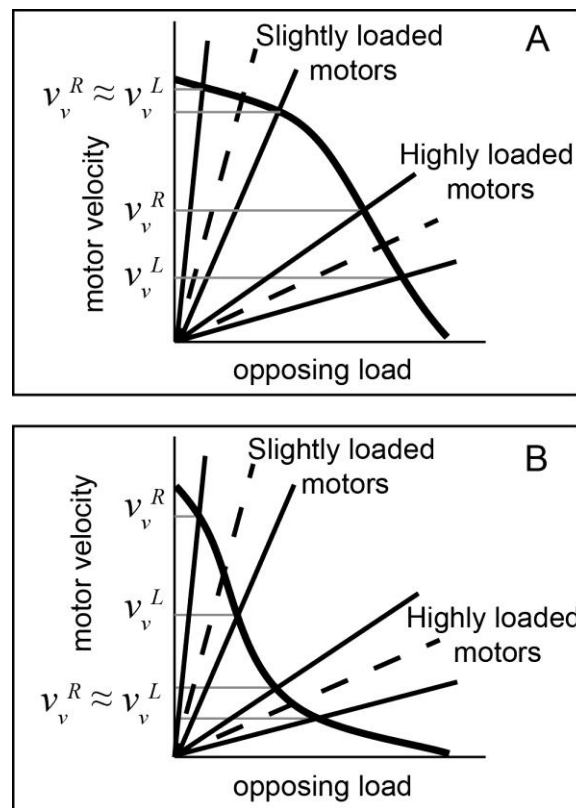 A
Slightly loaded
motors
v_v^R ≈ v_v^L
Highly loaded
motors
v_v^R
v_v^L
motor velocity
opposing load
B
Slightly loaded
motors
v_v^R
v_v^L
Highly loaded
motors
v_v^R ≈ v_v^L
motor velocity
opposing load